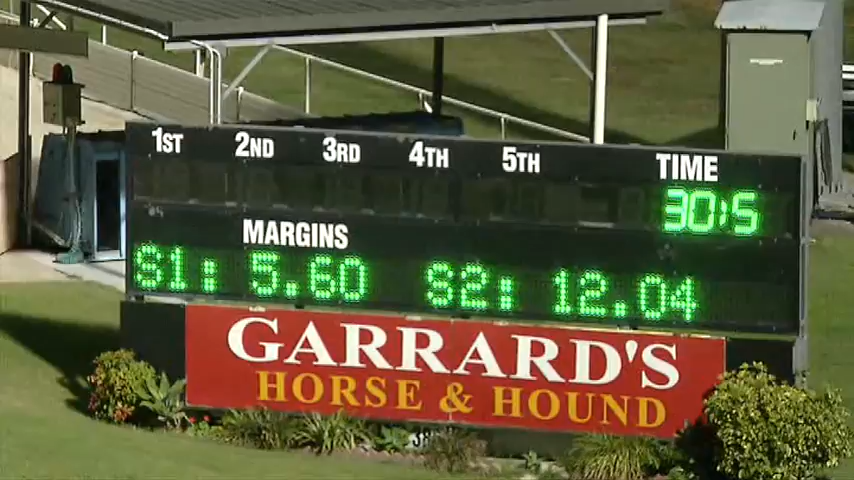 1ST 2ND 3RD 4TH 5TH TIME
30:5
MARGINS
S1: 5.60 S2: 12.04
GARRARD'S
HORSE & HOUND